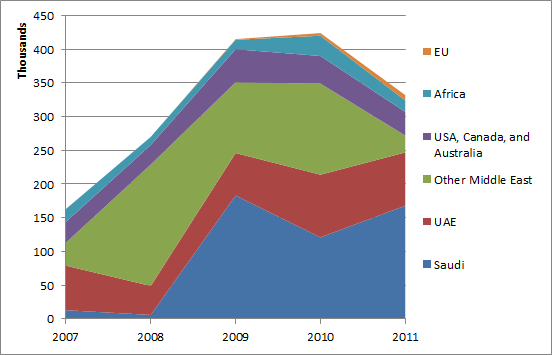 Thousands
450
400
350
300
250
200
150
100
50
0
2007 2008 2009 2010 2011
EU
Africa
USA, Canada, and
Australia
Other Middle East
UAE
Saudi